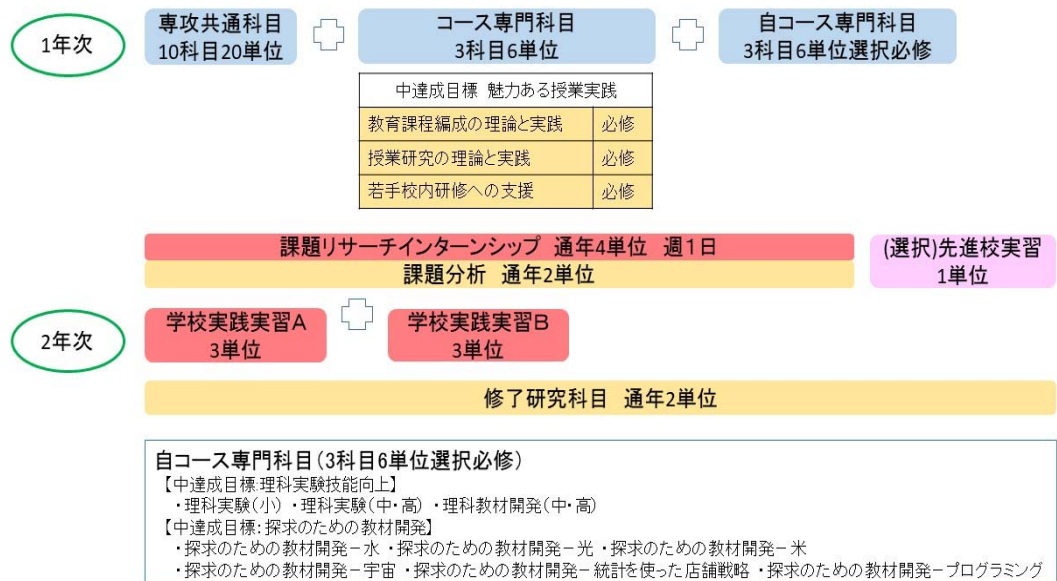 1年次
専攻共通科目
10科目20単位
コース専門科目
3科目6単位
自コース専門科目
3科目6単位選択必修
中達成目標 魅力ある授業実践
教育課程編成の理論と実践 必修
授業研究の理論と実践 必修
若手校内研修への支援 必修
課題リサーチインターンシップ 通年4単位 週1日
課題分析 通年2単位
(選択)先進校実習
1単位
2年次
学校実践実習A
3単位
学校実践実習B
3単位
修了研究科目 通年2単位
自コース専門科目(3科目6単位選択必修)
【中達成目標:理科実験技能向上】
・理科実験(小) ・理科実験(中・高) ・理科教材開発(中・高)
【中達成目標:探求のための教材開発】
・探求のための教材開発-水 ・探求のための教材開発-光 ・探求のための教材開発-米
・探求のための教材開発-宇宙 ・探求のための教材開発-統計を使った店舗戦略 ・探求のための教材開発-プログラミング